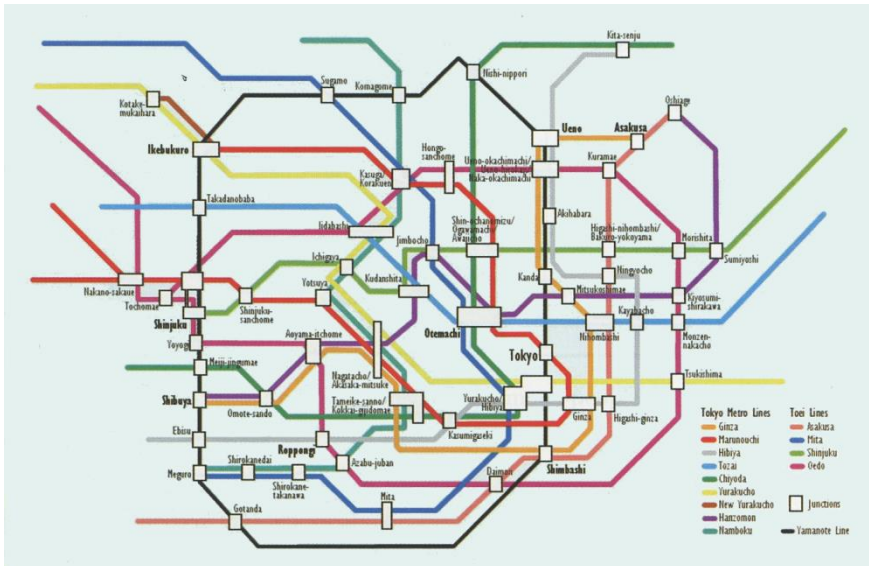 Kita-senju
Nishi-nippori
Sugamo
Komagome
Kotake-
mukaihara
Oshiage
Ikebukuro
Ueno
Asakusa
Hongo-
sanchome
Ueno-okachimachi/
Naka-okachimachi
Kuramae
Kasuga/
Korakuen
Takadanobaba
Iidabashi
Akihabara
Jimbocho
Shin-ochanomizu/
Ogawamachi/
Awajicho
Higashi-nihombashi/
Bakuro-yokoyama
Morishita
Sumiyoshi
Ichigaya
Kudanshita
Kanda
Ningyocho
Nakano-sakaue
Yotsuya
Mitsukoshimae
Kiyosumi-
shirakawa
Tochomae
Shinjuku-
sanchome
Shinjuku
Otemachi
Kayabacho
Nihombashi
Monzen-
nakacho
Aoyama-itchome
Yoyogi
Tokyo
Meiji-jingumae
Nagatacho/
Akasaka-mitsuke
Tsukishima
Shibuya
Omote-sando
Tameike-sanno/
Kokkai-gijidomae
Yurakucho/
Hibiya
Ginza
Higashi-ginza
Kasumigaseki
Ebisu
Roppongi
Shirokanedai
Azabu-juban
Shimbashi
Meguro
Shirokane-
takanawa
Daimon
Mita
Gotanda
Tokyo Metro Lines
Ginza
Marunouchi
Hibiya
Tozai
Chiyoda
Yurakucho
New Yurakucho
Hanzomon
Namboku
Toei Lines
Asakusa
Mita
Shinjuku
Oedo
Junctions
Yamanote Line